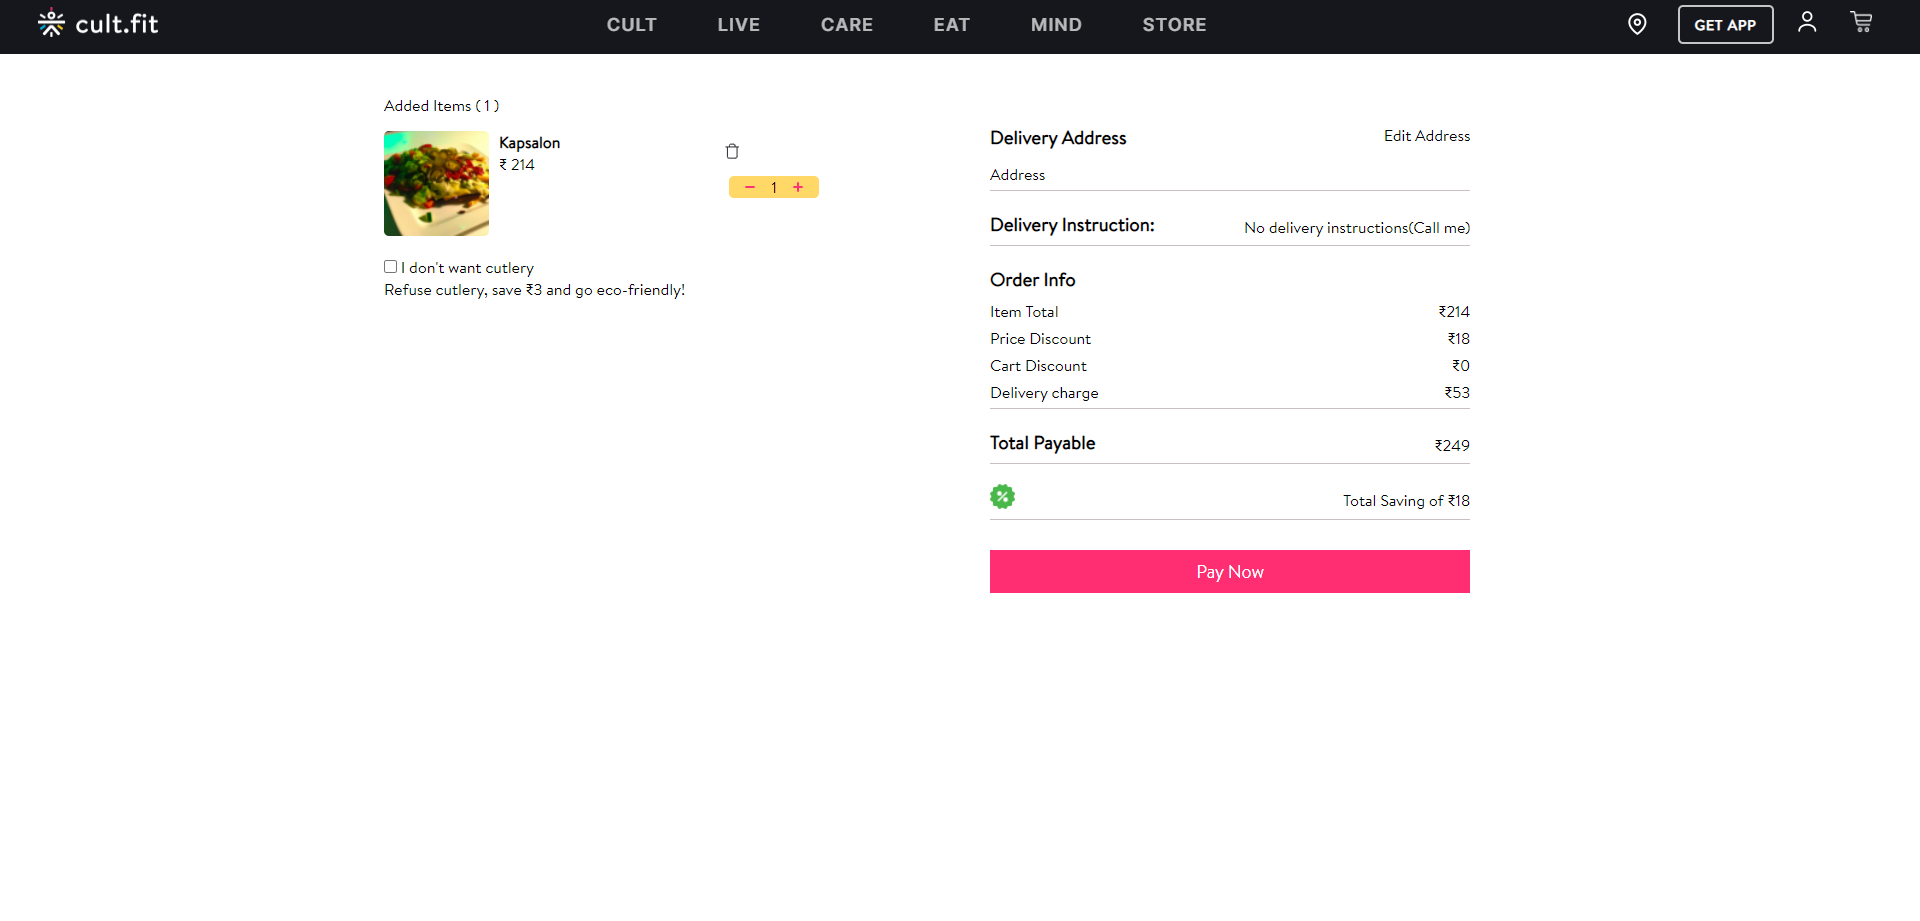 cult.fit
CULT LIVE CARE EAT MIND STORE
GET APP
Added Items ( 1 )
Kapsalon
₹ 214
− 1 +
I don't want cutlery
Refuse cutlery, save ₹3 and go eco-friendly!
Delivery Address Edit Address
Address
Delivery Instruction: No delivery instructions(Call me)
Order Info
Item Total ₹214
Price Discount ₹18
Cart Discount ₹0
Delivery charge ₹53
Total Payable ₹249
% Total Saving of ₹18
Pay Now